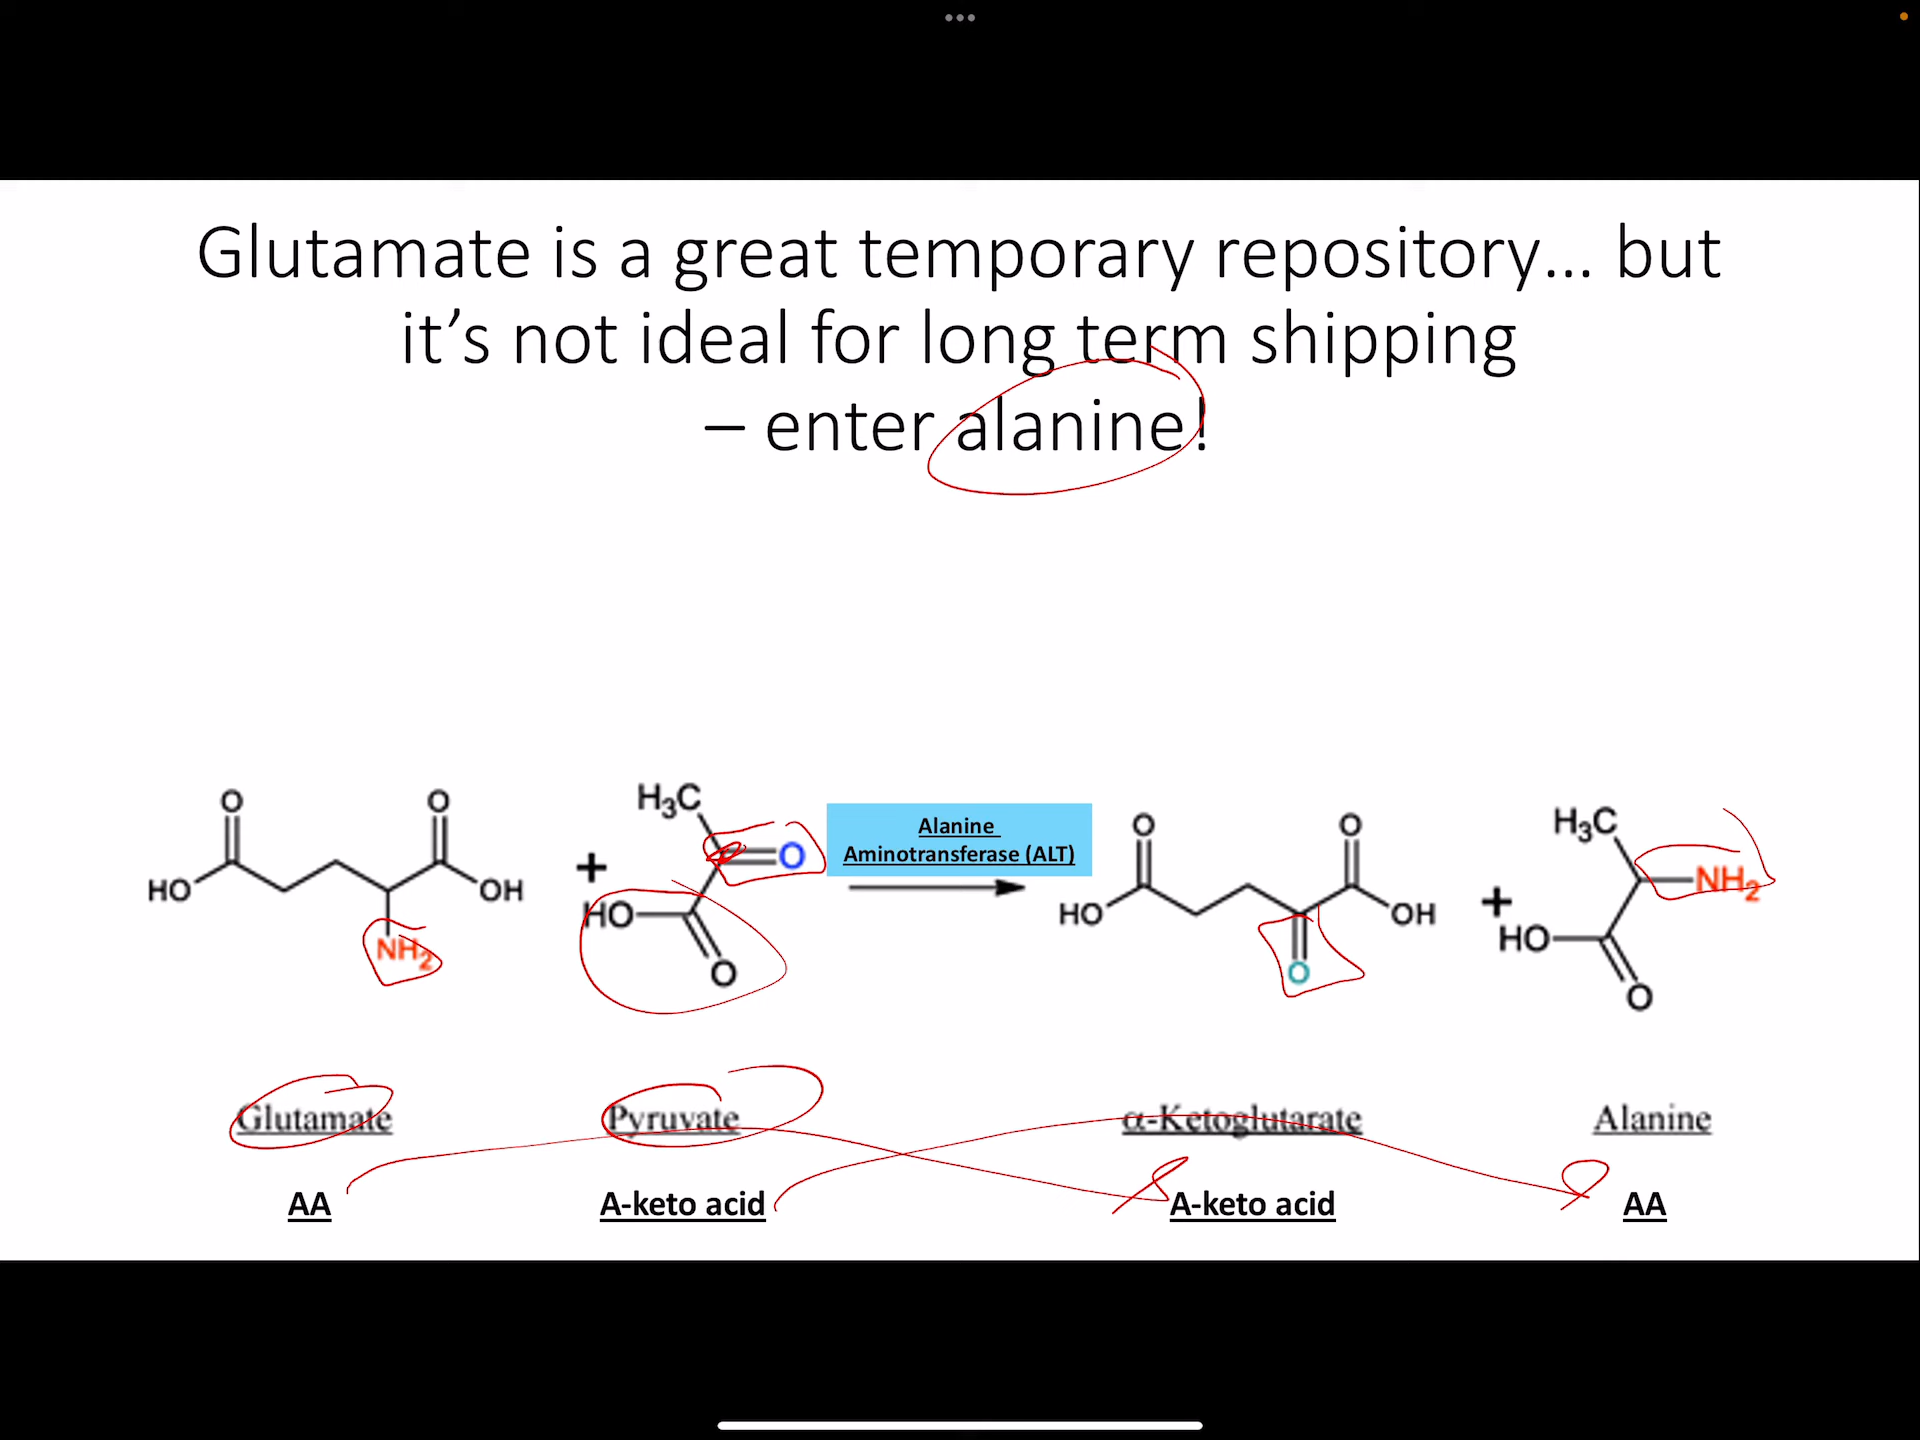 Glutamate is a great temporary repository... but
it's not ideal for long term shipping
– enter alanine!
O O HO OH NH2
+
H3C O HO O
Alanine
Aminotransferase (ALT)
O O HO OH O
+
H3C NH2 HO O
Glutamate Pyruvate α-Ketoglutarate Alanine
AA A-keto acid A-keto acid AA